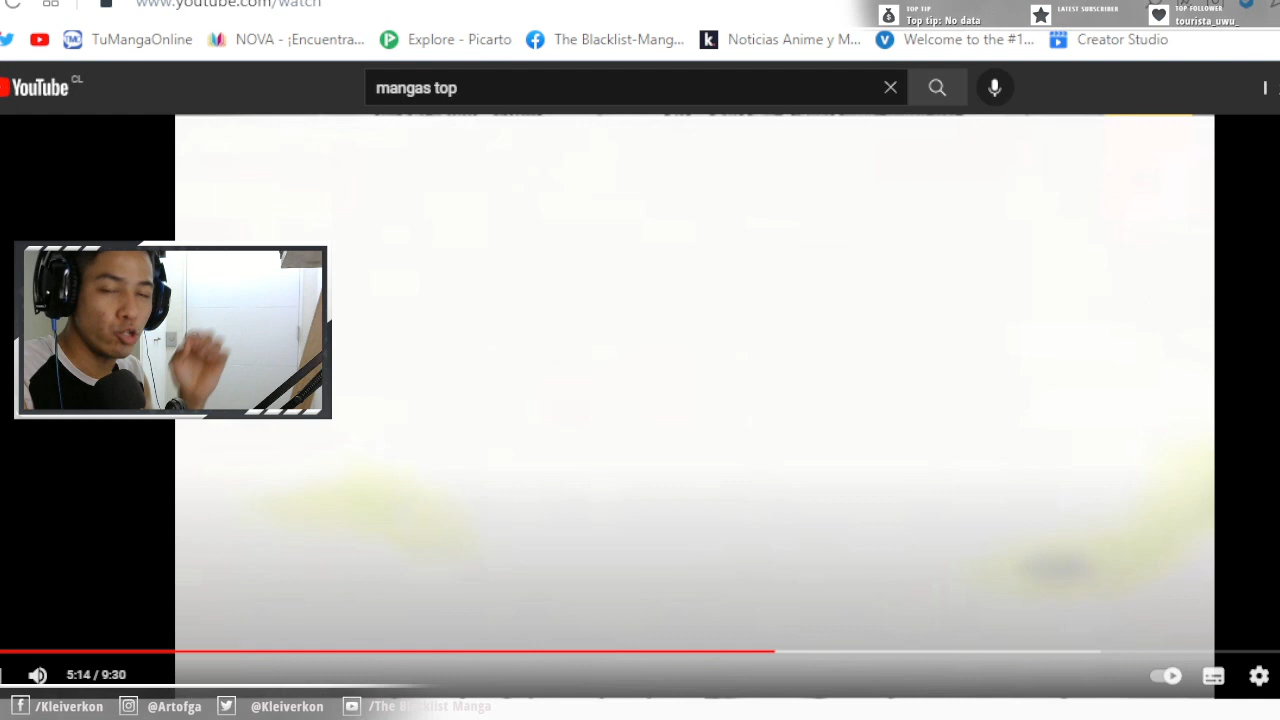 www.youtube.com/watch
TOP TIP
Top tip: No data
LATEST SUBSCRIBER
TOP FOLLOWER
tourista_uwu_
TuMangaOnline
NOVA - ¡Encuentra...
Explore - Picarto
The Blacklist-Mang...
Noticias Anime y M...
Welcome to the #1...
Creator Studio
YouTube CL
mangas top
5:14 / 9:30
/Kleiverkon
@Artofga
@Kleiverkon
/The Blacklist Manga